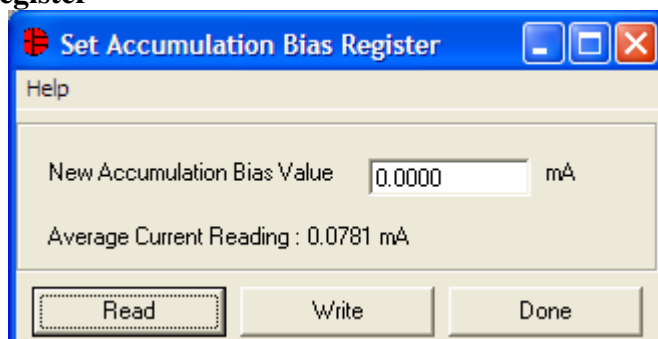 Set Accumulation Bias Register
Help
New Accumulation Bias Value 0.0000 mA
Average Current Reading : 0.0781 mA
Read Write Done